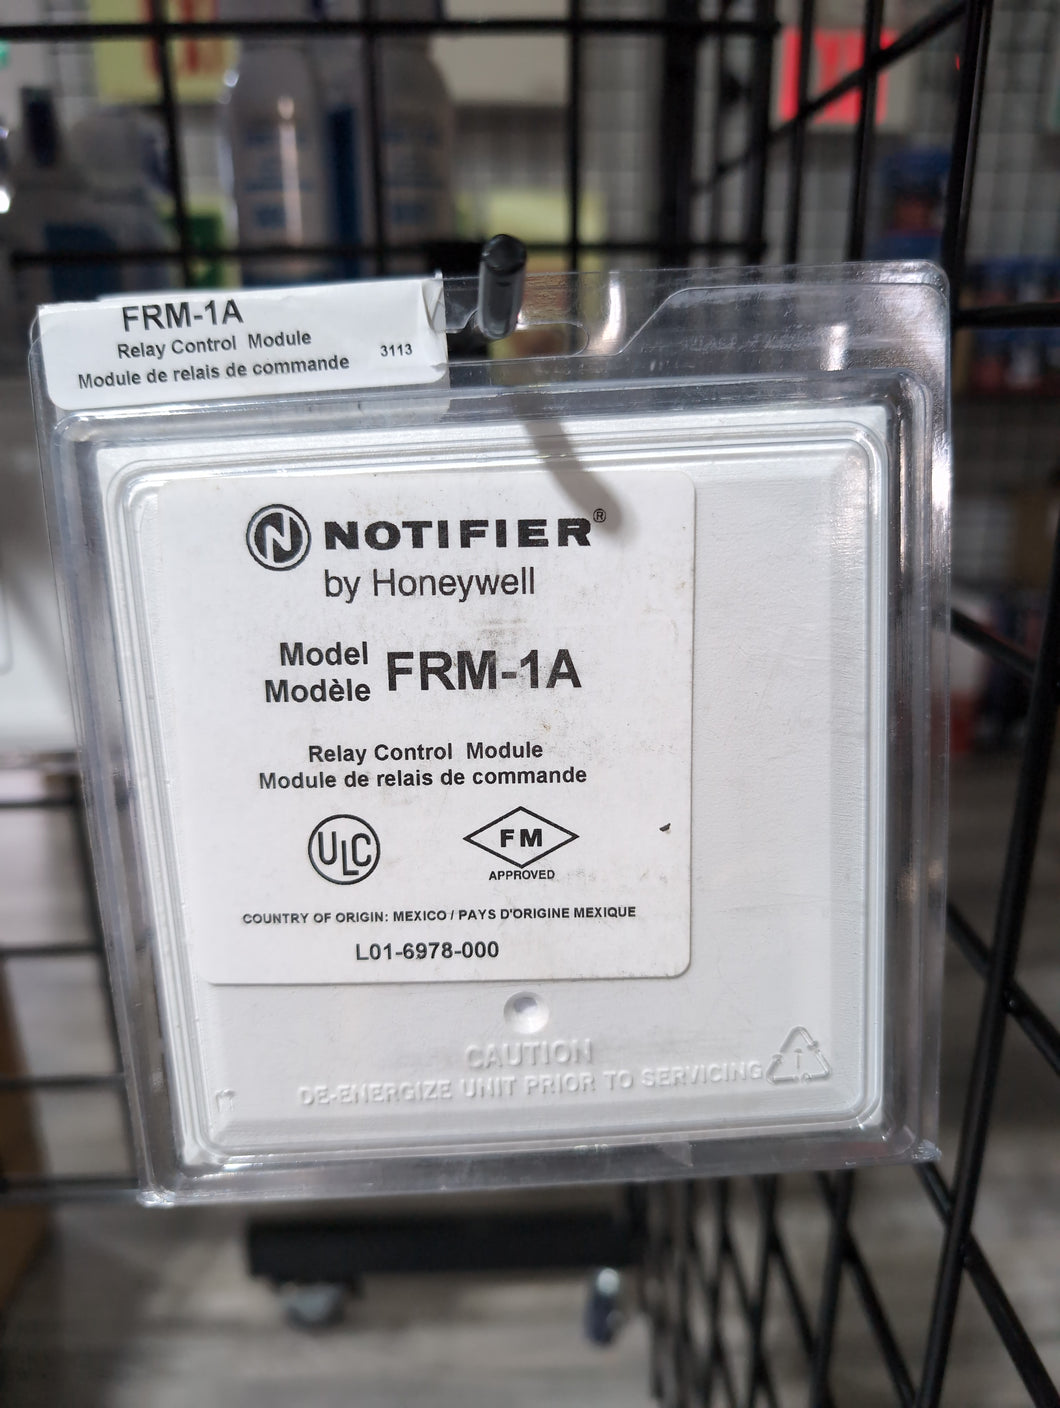 FRM-1A
Relay Control Module
Module de relais de commande
3113
NOTIFIER®
by Honeywell
Model
Modèle
FRM-1A
Relay Control Module
Module de relais de commande
ULC
FM
APPROVED
COUNTRY OF ORIGIN: MEXICO / PAYS D'ORIGINE MEXIQUE
L01-6978-000
CAUTION
DE-ENERGIZE UNIT PRIOR TO SERVICING